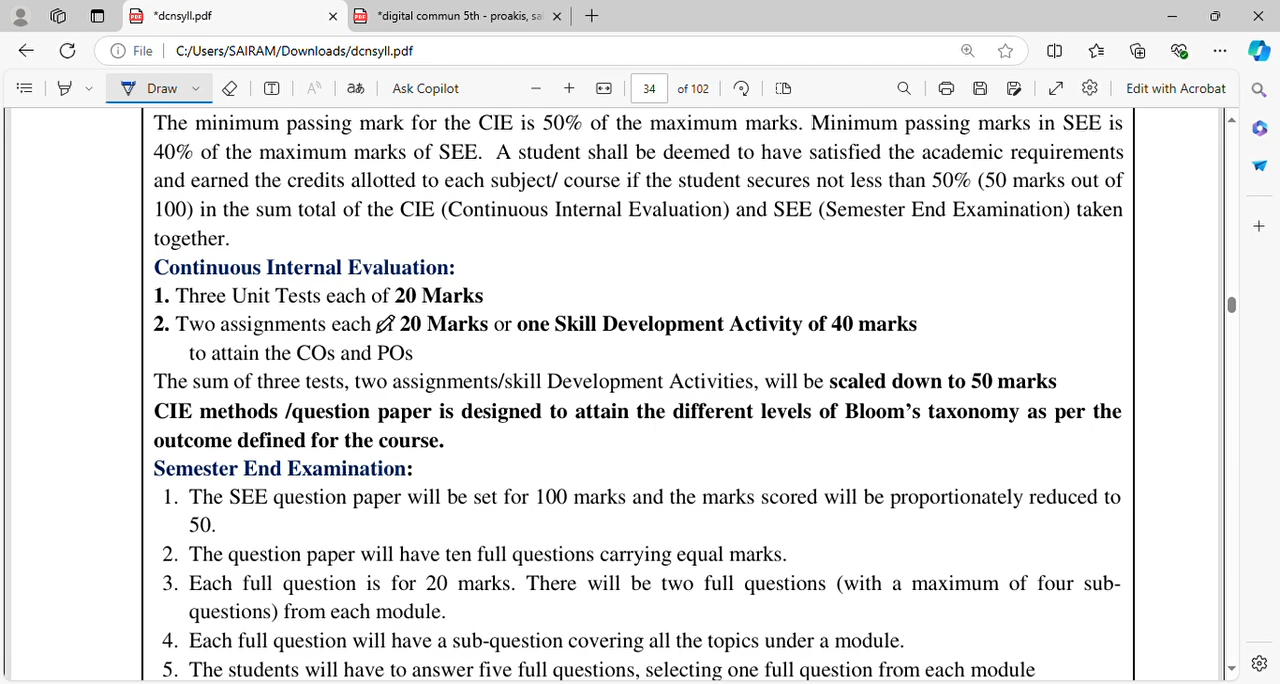 *dcnsyll.pdf
*digital commun 5th - proakis, sa
File
C:/Users/SAIRAM/Downloads/dcnsyll.pdf
Draw
Ask Copilot
34 of 102
Edit with Acrobat
The minimum passing mark for the CIE is 50% of the maximum marks. Minimum passing marks in SEE is
40% of the maximum marks of SEE. A student shall be deemed to have satisfied the academic requirements
and earned the credits allotted to each subject/ course if the student secures not less than 50% (50 marks out of
100) in the sum total of the CIE (Continuous Internal Evaluation) and SEE (Semester End Examination) taken
together.
Continuous Internal Evaluation:
1. Three Unit Tests each of 20 Marks
2. Two assignments each 20 Marks or one Skill Development Activity of 40 marks
to attain the COs and POs
The sum of three tests, two assignments/skill Development Activities, will be scaled down to 50 marks
CIE methods /question paper is designed to attain the different levels of Bloom’s taxonomy as per the
outcome defined for the course.
Semester End Examination:
1. The SEE question paper will be set for 100 marks and the marks scored will be proportionately reduced to
50.
2. The question paper will have ten full questions carrying equal marks.
3. Each full question is for 20 marks. There will be two full questions (with a maximum of four sub-
questions) from each module.
4. Each full question will have a sub-question covering all the topics under a module.
5. The students will have to answer five full questions, selecting one full question from each module